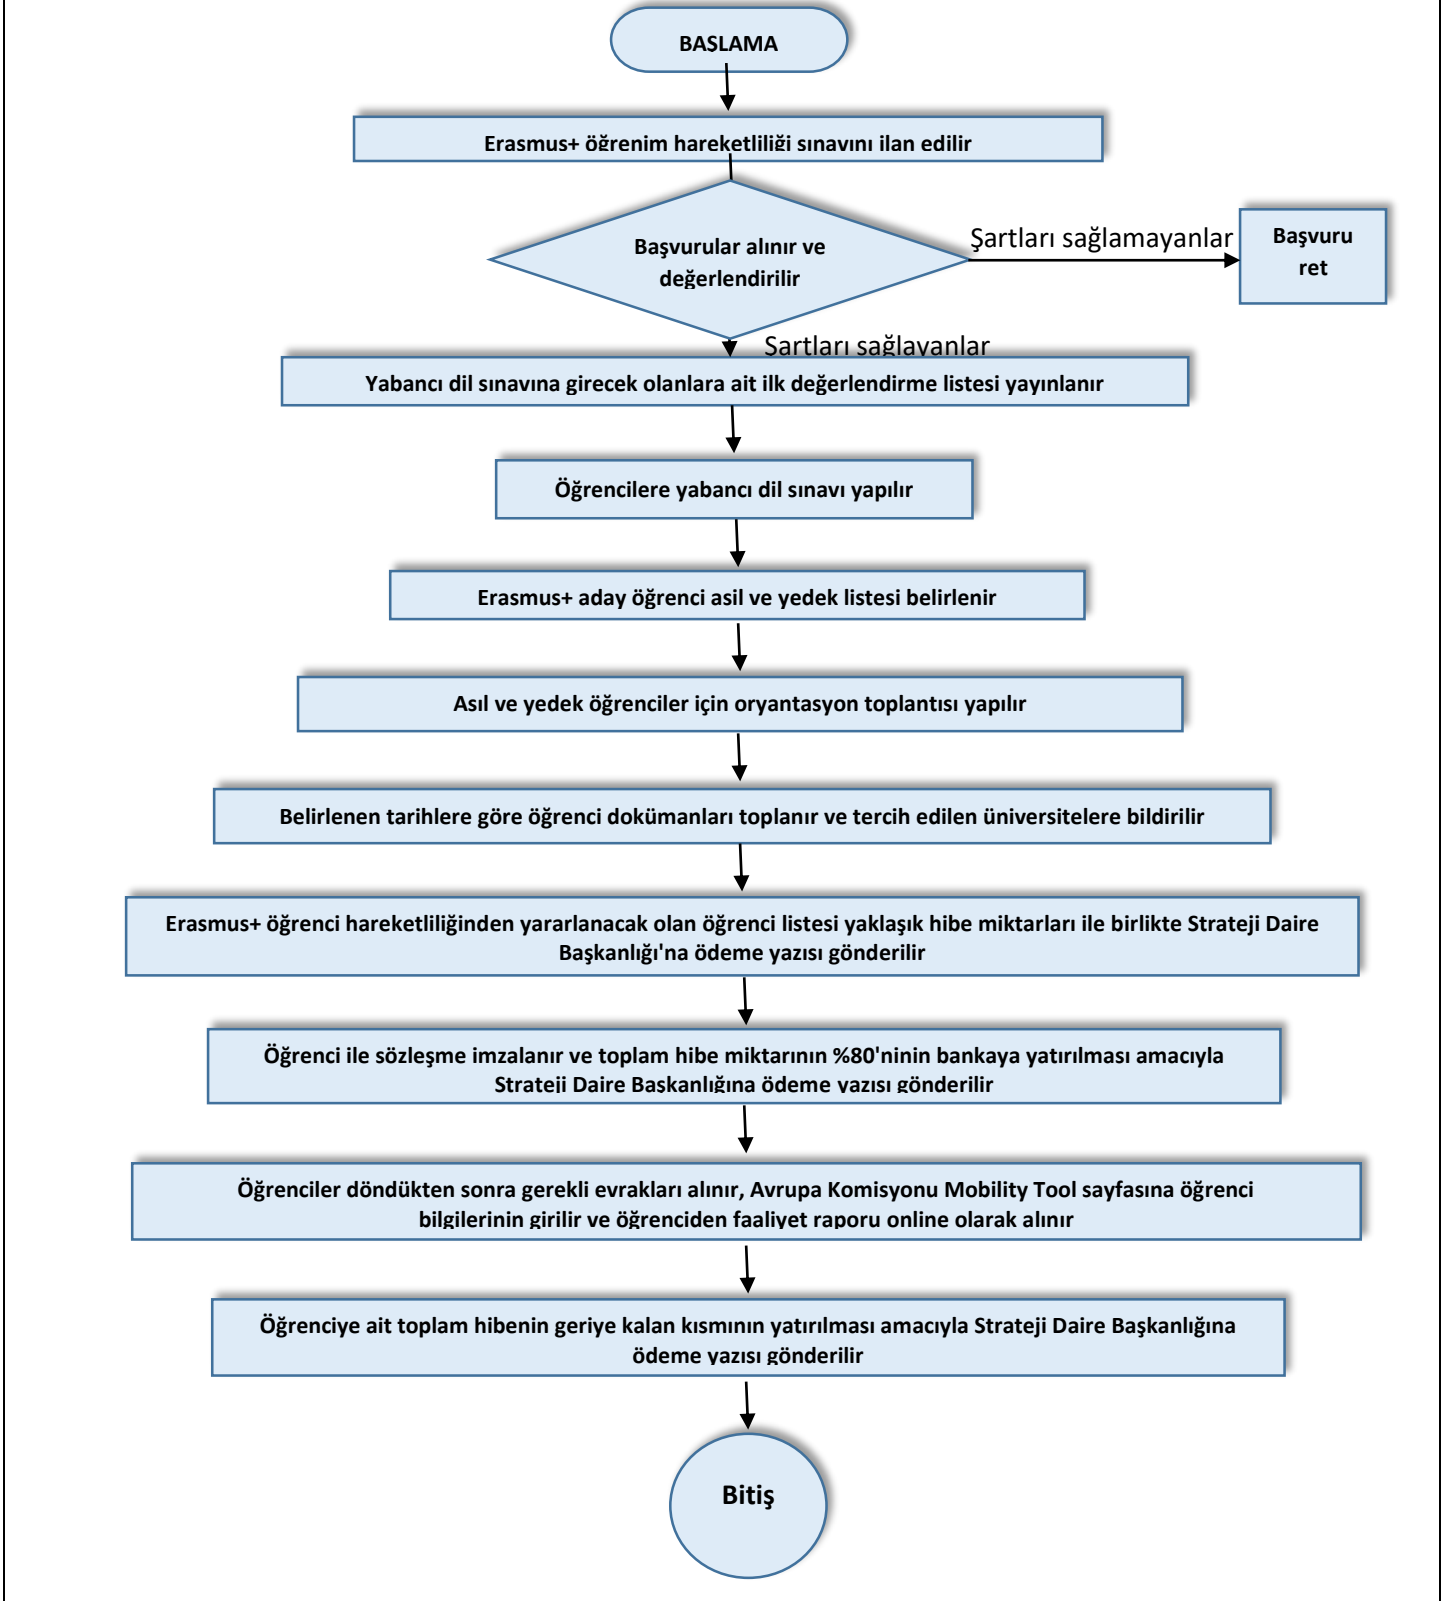 BAŞLAMA
Erasmus+ öğrenim hareketliliği sınavını ilan edilir
Başvurular alınır ve
değerlendirilir
Şartları sağlamayanlar
Başvuru
ret
Şartları sağlayanlar
Yabancı dil sınavına girecek olanlara ait ilk değerlendirme listesi yayınlanır
Öğrencilere yabancı dil sınavı yapılır
Erasmus+ aday öğrenci asil ve yedek listesi belirlenir
Asıl ve yedek öğrenciler için oryantasyon toplantısı yapılır
Belirlenen tarihlere göre öğrenci dokümanları toplanır ve tercih edilen üniversitelere bildirilir
Erasmus+ öğrenci hareketliliğinden yararlanacak olan öğrenci listesi yaklaşık hibe miktarları ile birlikte Strateji Daire
Başkanlığı'na ödeme yazısı gönderilir
Öğrenci ile sözleşme imzalanır ve toplam hibe miktarının %80'ninin bankaya yatırılması amacıyla
Strateji Daire Başkanlığına ödeme yazısı gönderilir
Öğrenciler döndükten sonra gerekli evrakları alınır, Avrupa Komisyonu Mobility Tool sayfasına öğrenci
bilgilerinin girilir ve öğrenciden faaliyet raporu online olarak alınır
Öğrenciye ait toplam hibenin geriye kalan kısmının yatırılması amacıyla Strateji Daire Başkanlığına
ödeme yazısı gönderilir
Bitiş